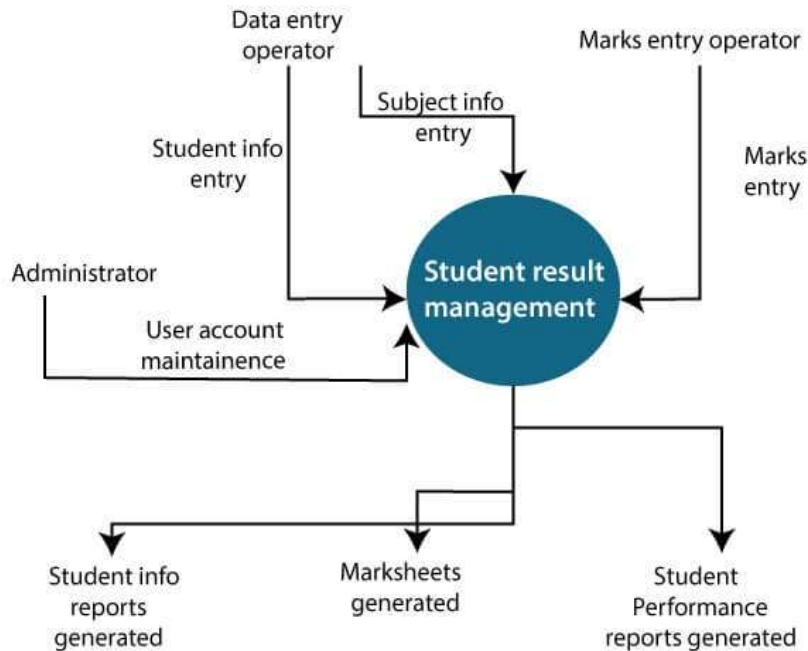 Data entry
operator
Marks entry operator
Subject info
entry
Student info
entry
Marks
entry
Administrator
Student result
management
User account
maintainence
Student info
reports
generated
Marksheets
generated
Student
Performance
reports generated